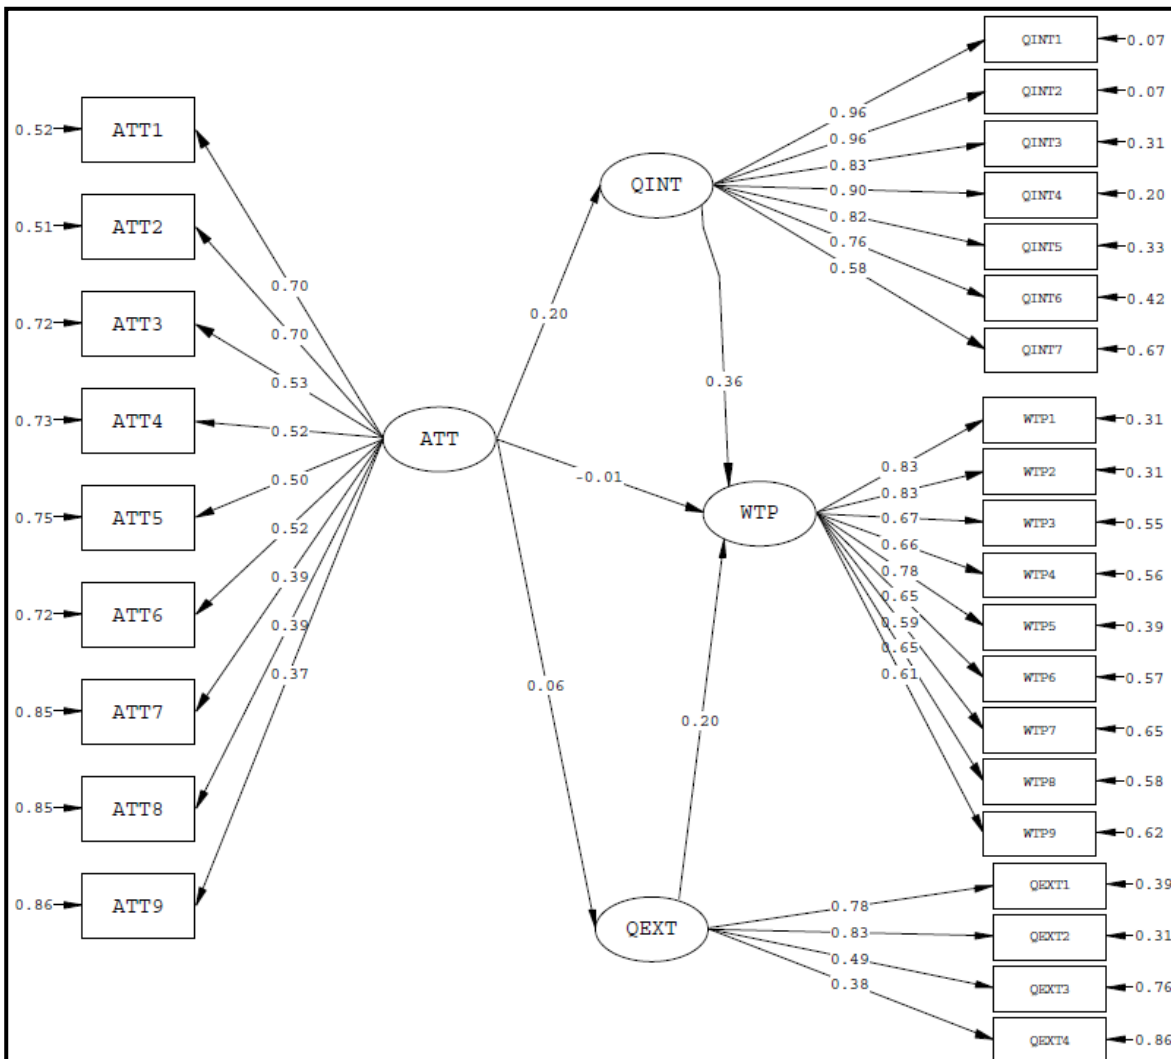 0.52 ATT1
0.51 ATT2
0.72 ATT3
0.73 ATT4
0.75 ATT5
0.72 ATT6
0.85 ATT7
0.85 ATT8
0.86 ATT9
0.70
0.70
0.53
0.52
0.50
0.52
0.39
0.39
0.37
ATT
0.20
-0.01
0.06
QINT
0.36
WTP
0.20
QEXT
0.96
0.96
0.83
0.90
0.82
0.76
0.58
QINT1 0.07
QINT2 0.07
QINT3 0.31
QINT4 0.20
QINT5 0.33
QINT6 0.42
QINT7 0.67
0.83
0.83
0.67
0.66
0.78
0.65
0.59
0.65
0.61
WTP1 0.31
WTP2 0.31
WTP3 0.55
WTP4 0.56
WTP5 0.39
WTP6 0.57
WTP7 0.65
WTP8 0.58
WTP9 0.62
0.78
0.83
0.49
0.38
QEXT1 0.39
QEXT2 0.31
QEXT3 0.76
QEXT4 0.86